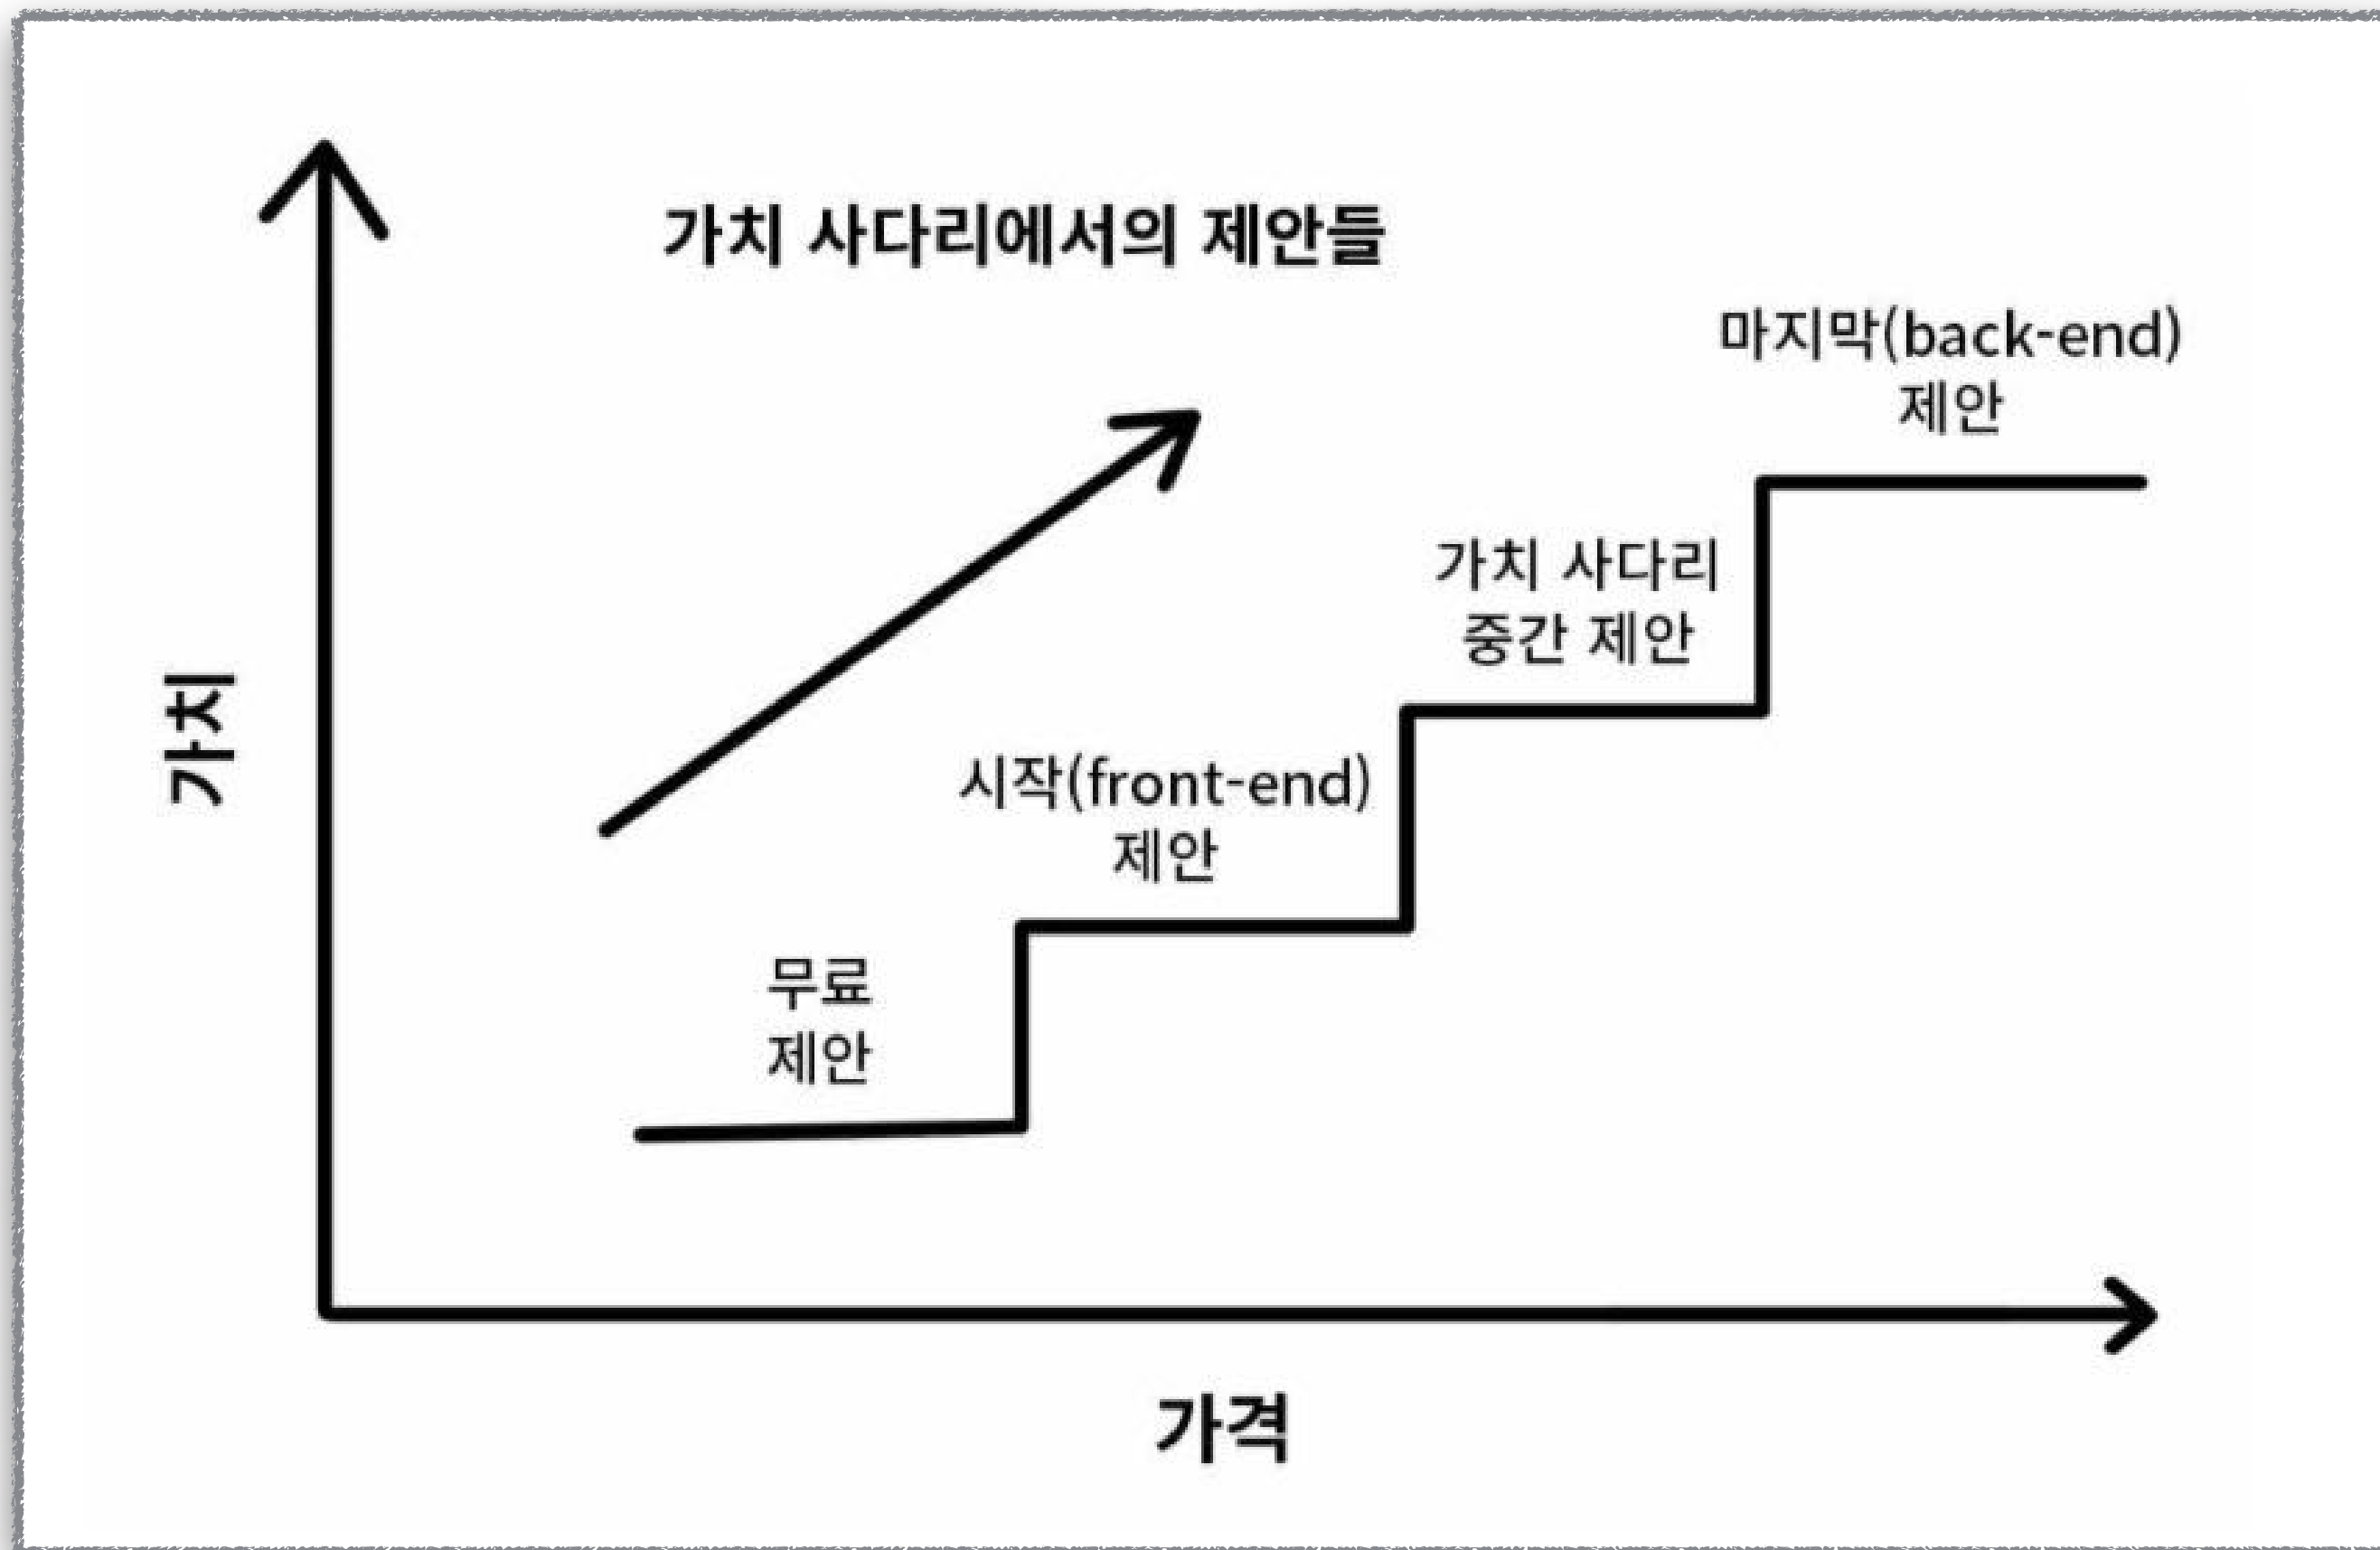 가치 사다리에서의 제안들
마지막(back-end)
제안
가치 사다리
중간 제안
시작(front-end)
제안
무료
제안
가치
가격